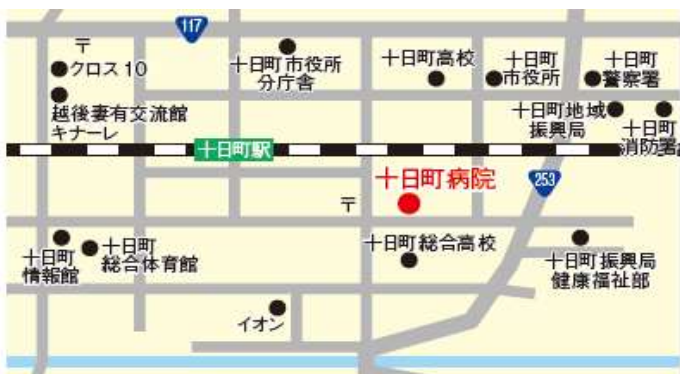 117
〒
クロス10
十日町市役所
分庁舎
十日町高校
十日町
市役所
十日町
警察署
越後妻有交流館
キナーレ
十日町地域
振興局
十日町
消防署
十日町駅
十日町病院
253
〒
十日町
情報館
十日町
総合体育館
十日町総合高校
十日町振興局
健康福祉部
イオン